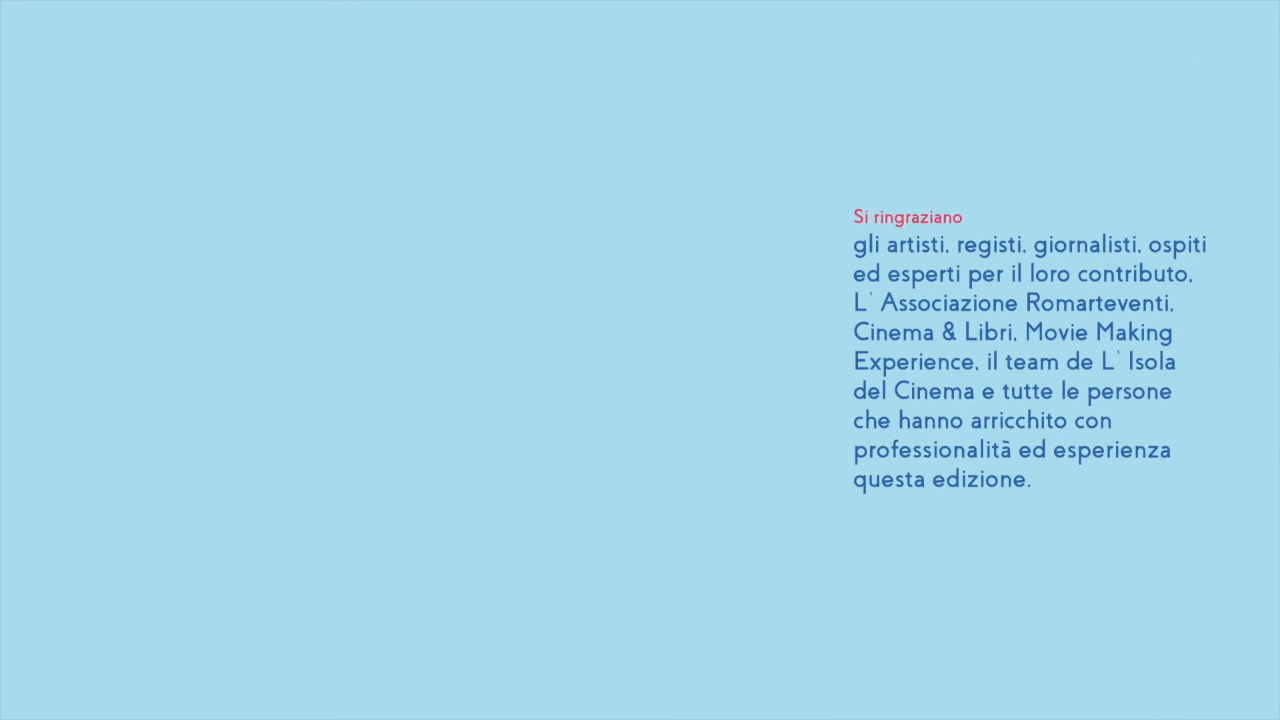 Si ringraziano
gli artisti, registi, giornalisti, ospiti
ed esperti per il loro contributo,
L' Associazione Romarteventi,
Cinema & Libri, Movie Making
Experience, il team de L' Isola
del Cinema e tutte le persone
che hanno arricchito con
professionalità ed esperienza
questa edizione.